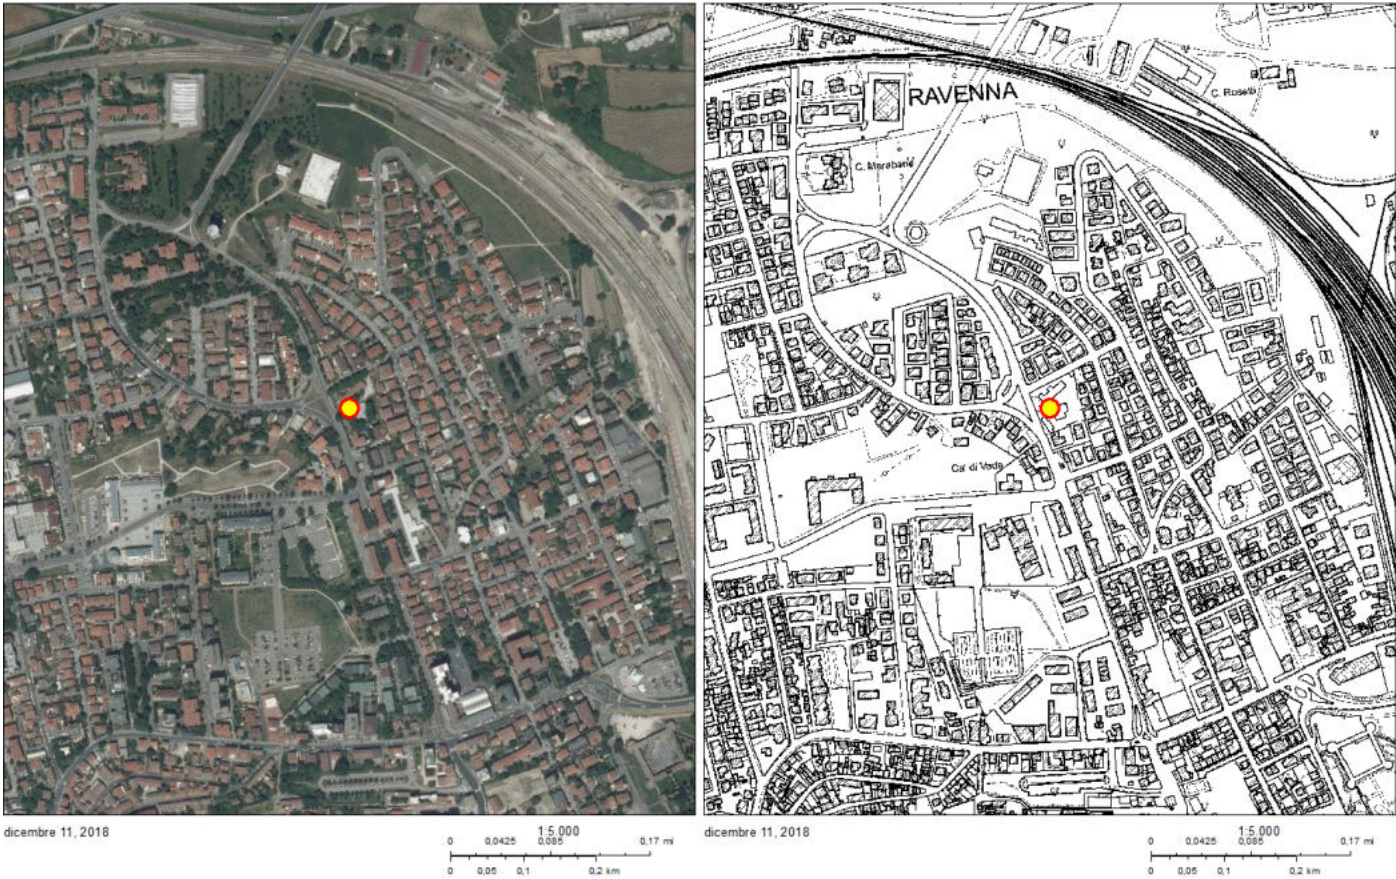 RAVENNA
C. Rosetti
C. Marabane
Ca' di Vada
dicembre 11, 2018
1:5.000
0 0,0425 0,085 0,17 mi
0 0,05 0,1 0,2 km
dicembre 11, 2018
1:5.000
0 0,0425 0,085 0,17 mi
0 0,05 0,1 0,2 km